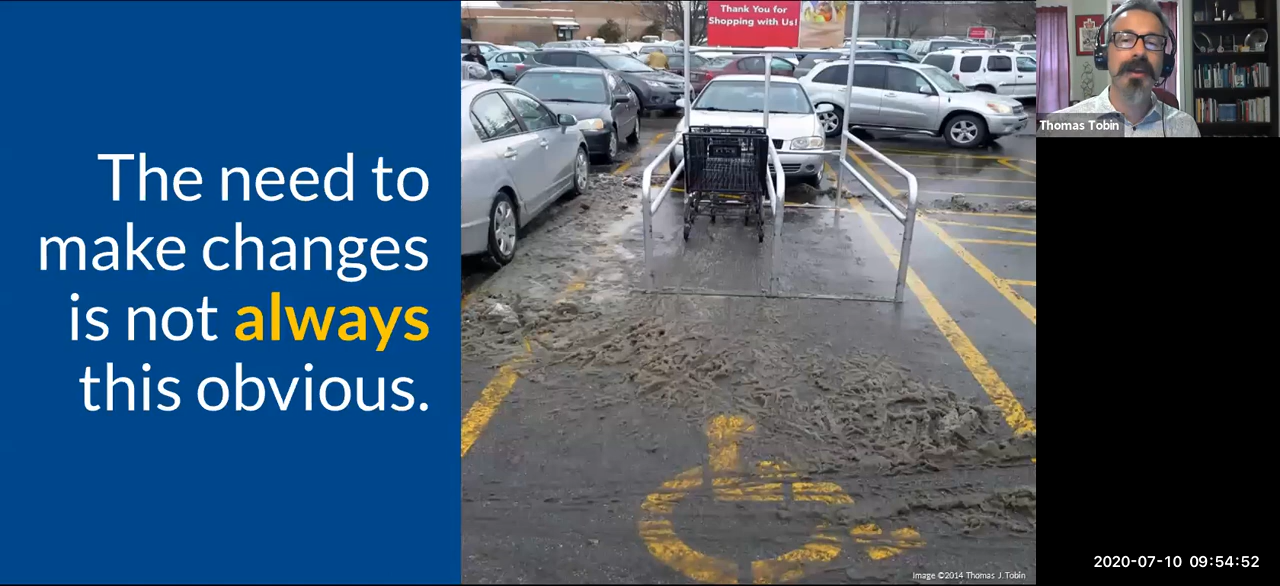 The need to
make changes
is not always
this obvious.
Thank You for
Shopping with Us!
Thomas Tobin
Image ©2014 Thomas J. Tobin
2020-07-10 09:54:52